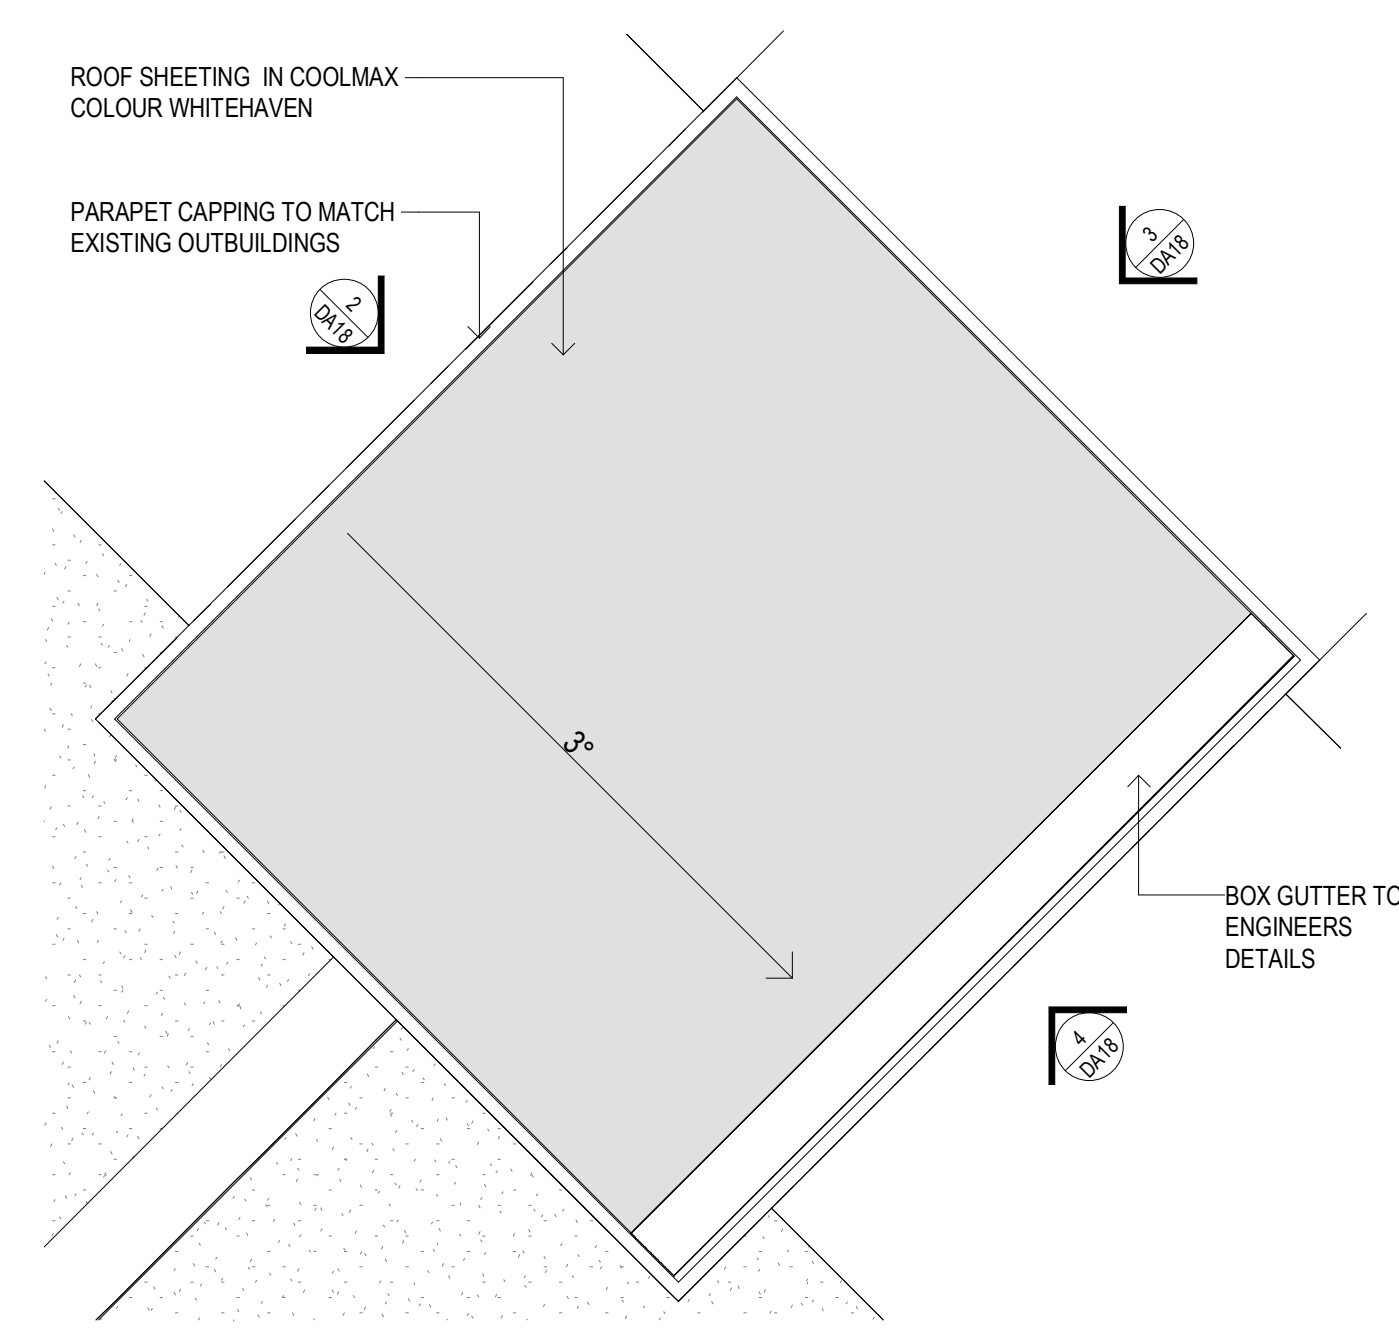 ROOF SHEETING IN COOLMAX
COLOUR WHITEHAVEN
PARAPET CAPPING TO MATCH
EXISTING OUTBUILDINGS
2
DA18
3
DA18
3°
BOX GUTTER TO
ENGINEERS
DETAILS
4
DA18